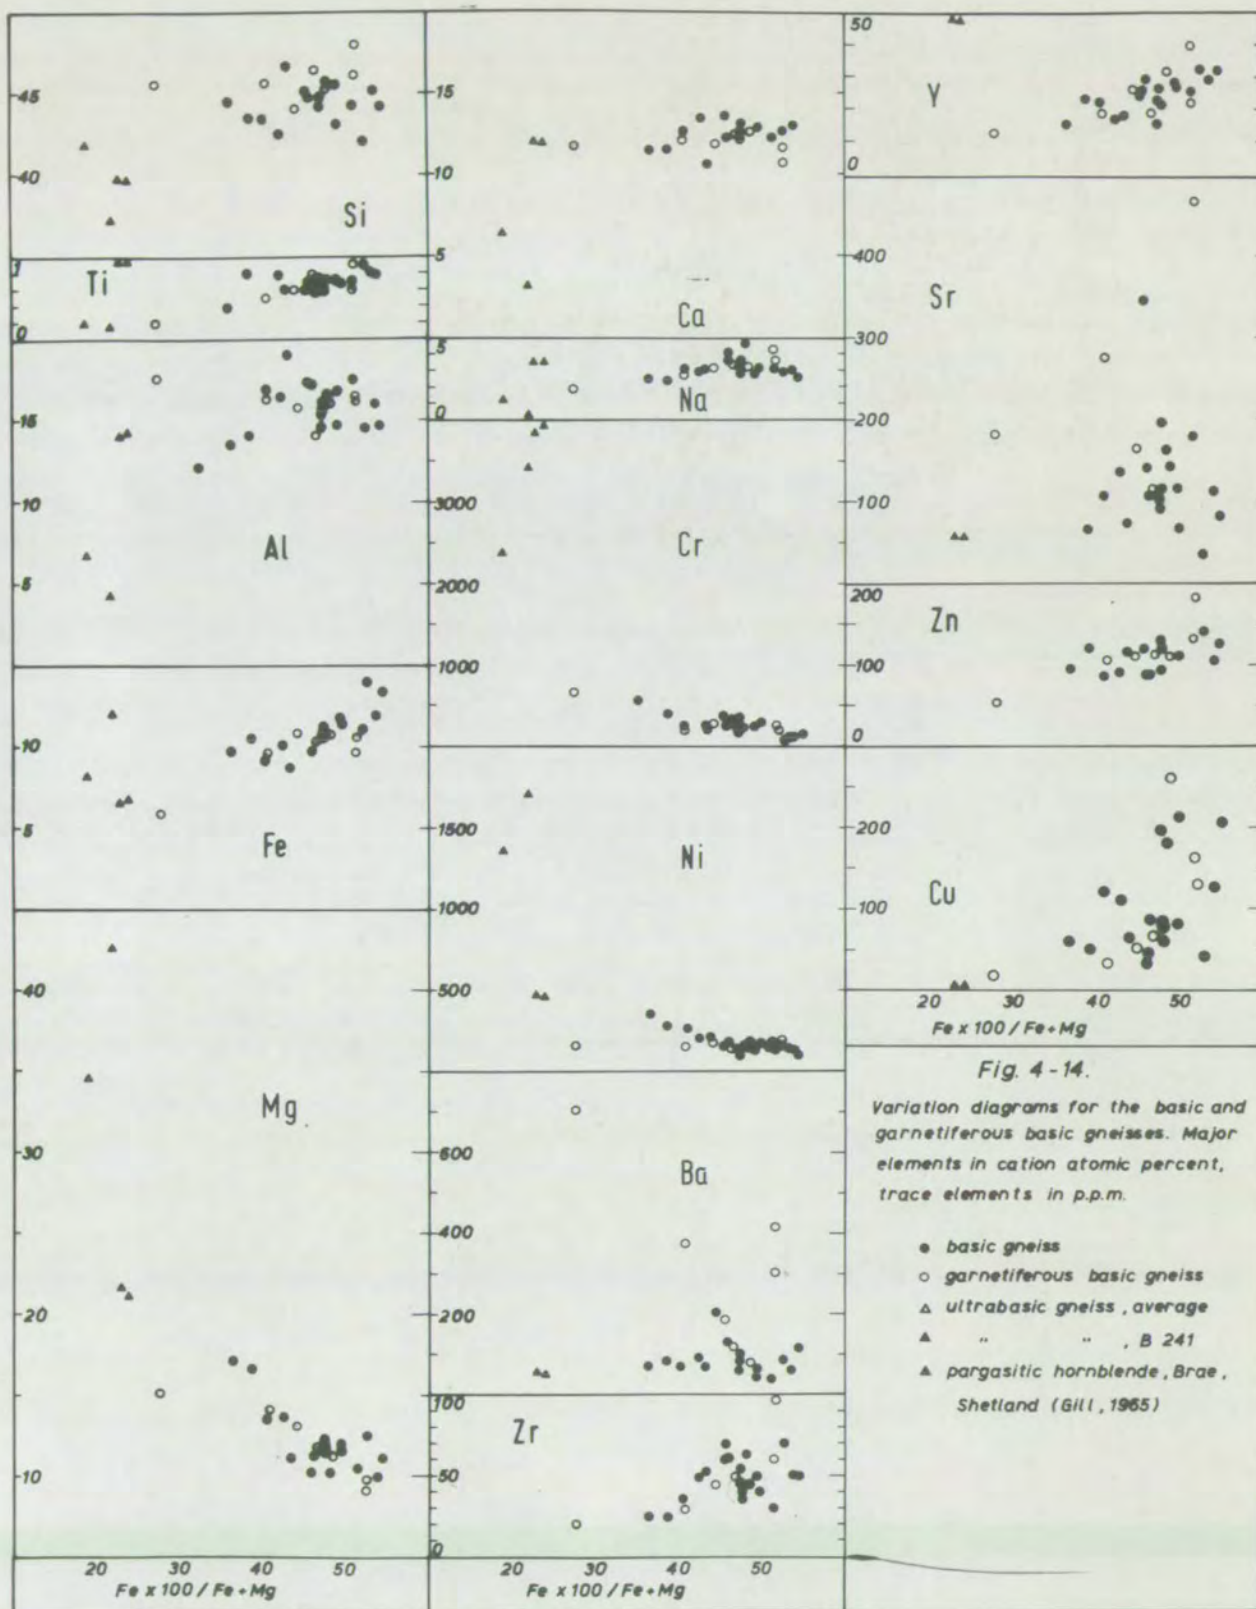 45
40
Si
1
Ti
0
15
10
Al
5
10
5
Fe
40
Mg
30
20
10
20 30 40 50
Fe x 100 / Fe + Mg
15
10
5
Ca
5
Na
0
3000
Cr
2000
1000
1500
Ni
1000
500
600
Ba
400
200
100
Zr
50
0
20 30 40 50
Fe x 100 / Fe + Mg
50
Y
0
400
Sr
300
200
100
200
Zn
100
0
200
Cu
100
20 30 40 50
Fe x 100 / Fe + Mg
Fig. 4-14.
Variation diagrams for the basic and
garnetiferous basic gneisses. Major
elements in cation atomic percent,
trace elements in p.p.m.
● basic gneiss
○ garnetiferous basic gneiss
△ ultrabasic gneiss, average
▲ " " , B 241
▲ pargasitic hornblende, Brae,
Shetland (Gill, 1965)